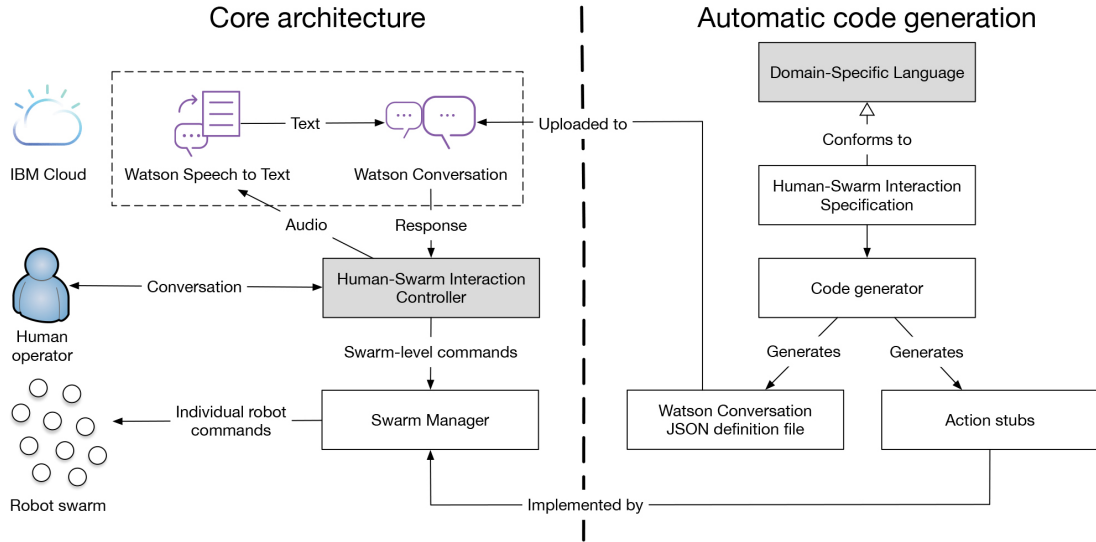 Core architecture
Automatic code generation
Domain-Specific Language
Text
Uploaded to
Conforms to
IBM Cloud
Watson Speech to Text
Watson Conversation
Human-Swarm Interaction
Specification
Audio
Response
Conversation
Human-Swarm Interaction
Controller
Code generator
Human
operator
Swarm-level commands
Generates
Generates
Individual robot
commands
Swarm Manager
Watson Conversation
JSON definition file
Action stubs
Robot swarm
Implemented by